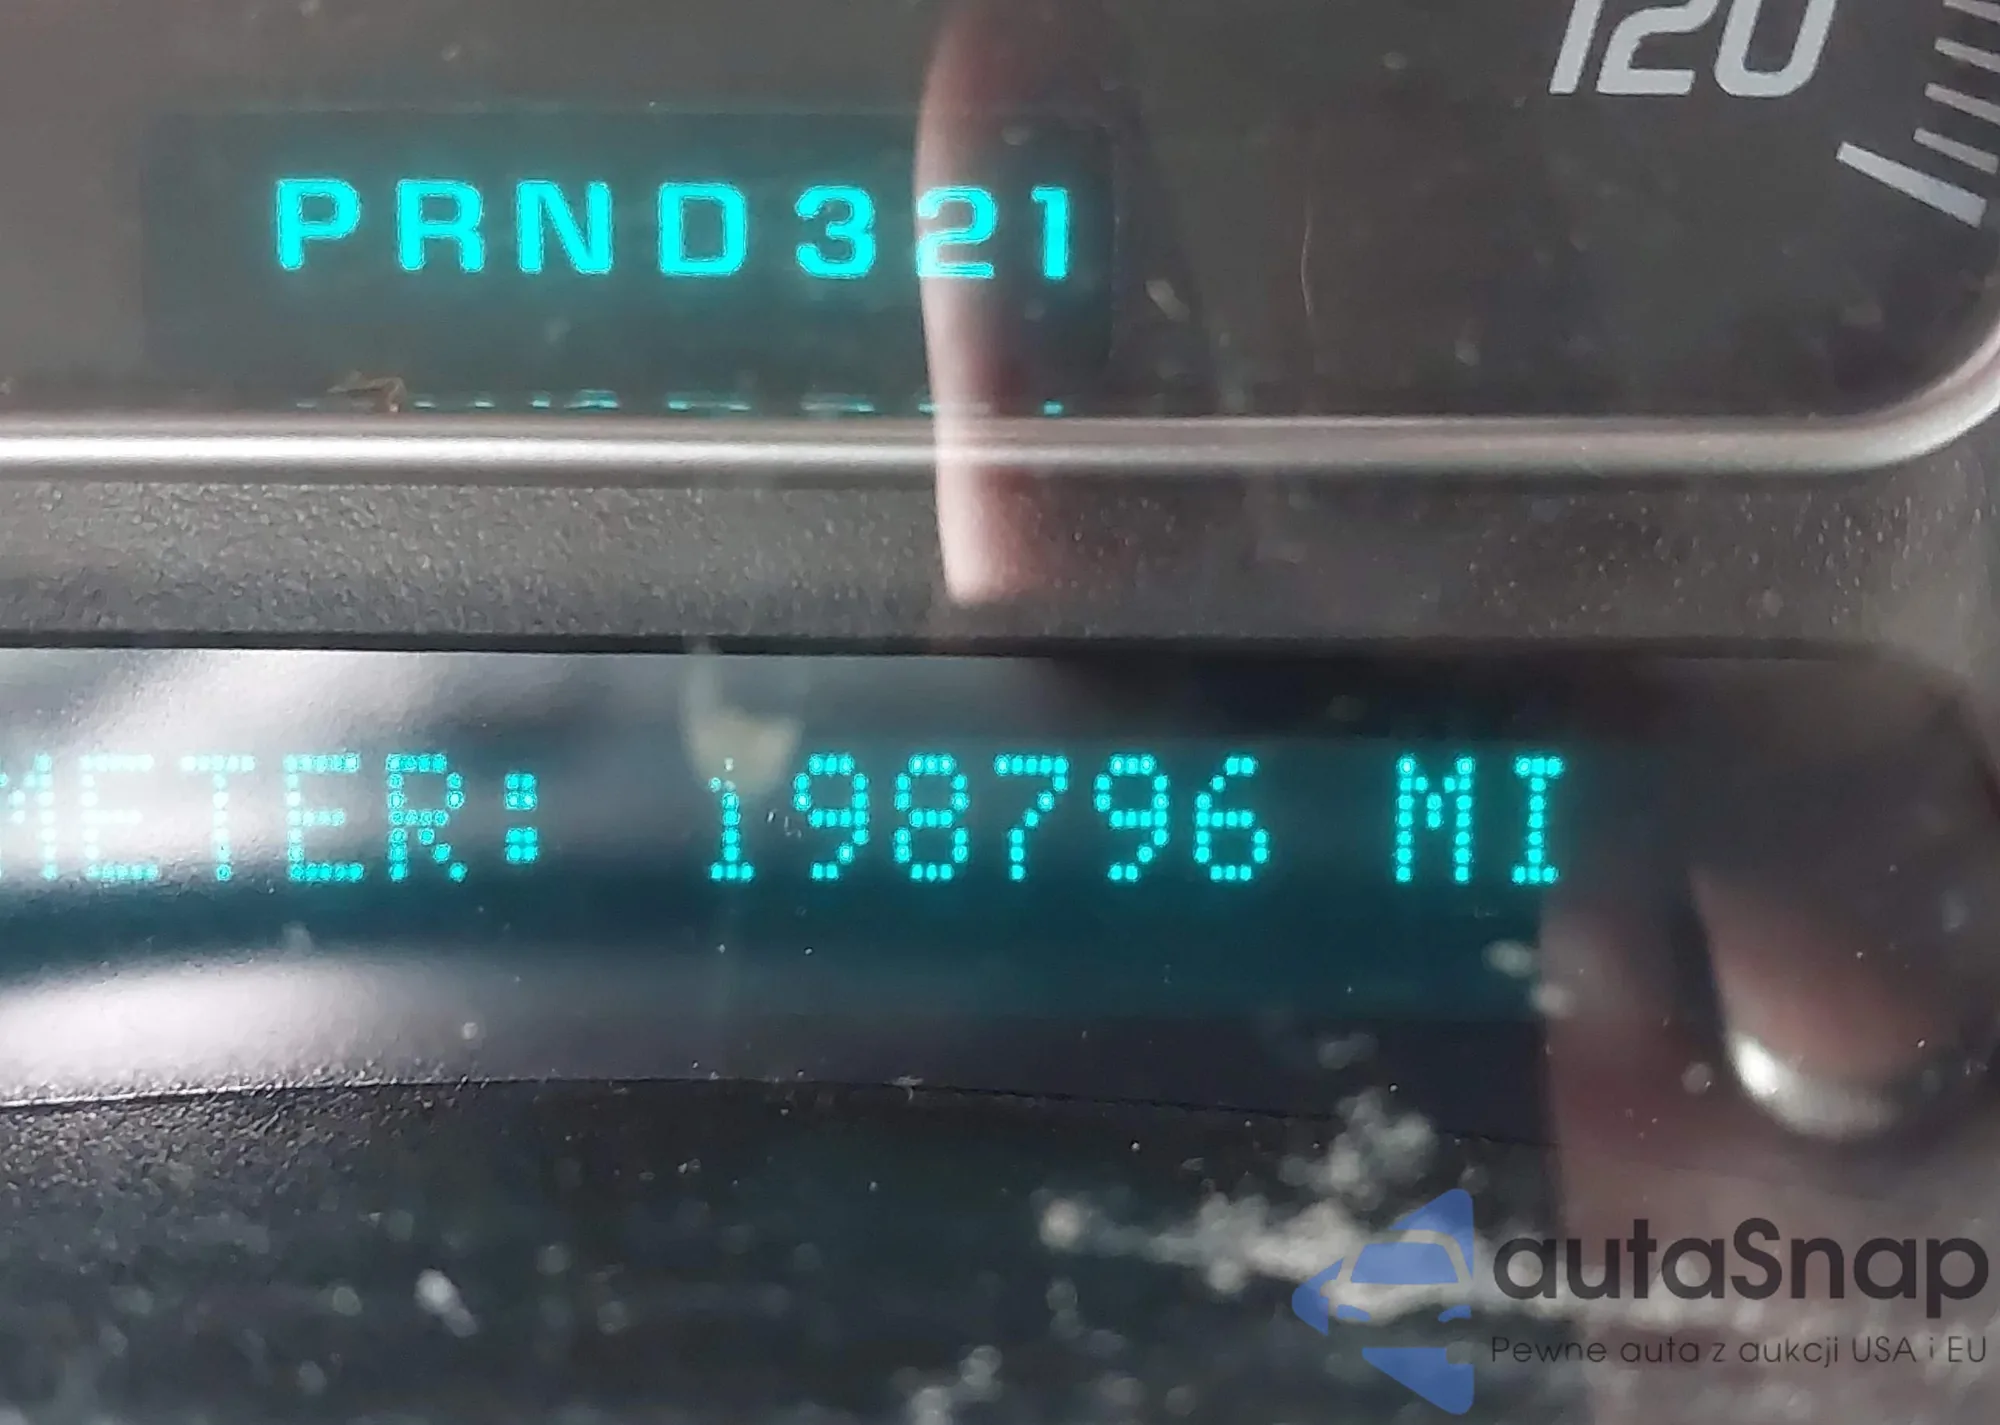 120
PRND321
METER: 198796 MI
autaSnap
Pewne auta z aukcji USA i EU